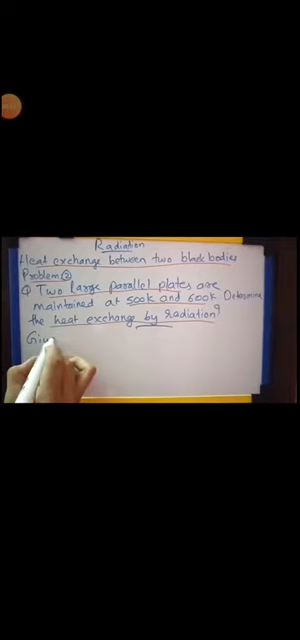 Radiation
Heat exchange between two black bodies
Problem ②
Q Two large parallel plates are
maintained at 500k and 600k Determine
the heat exchange by radiation?
Giv